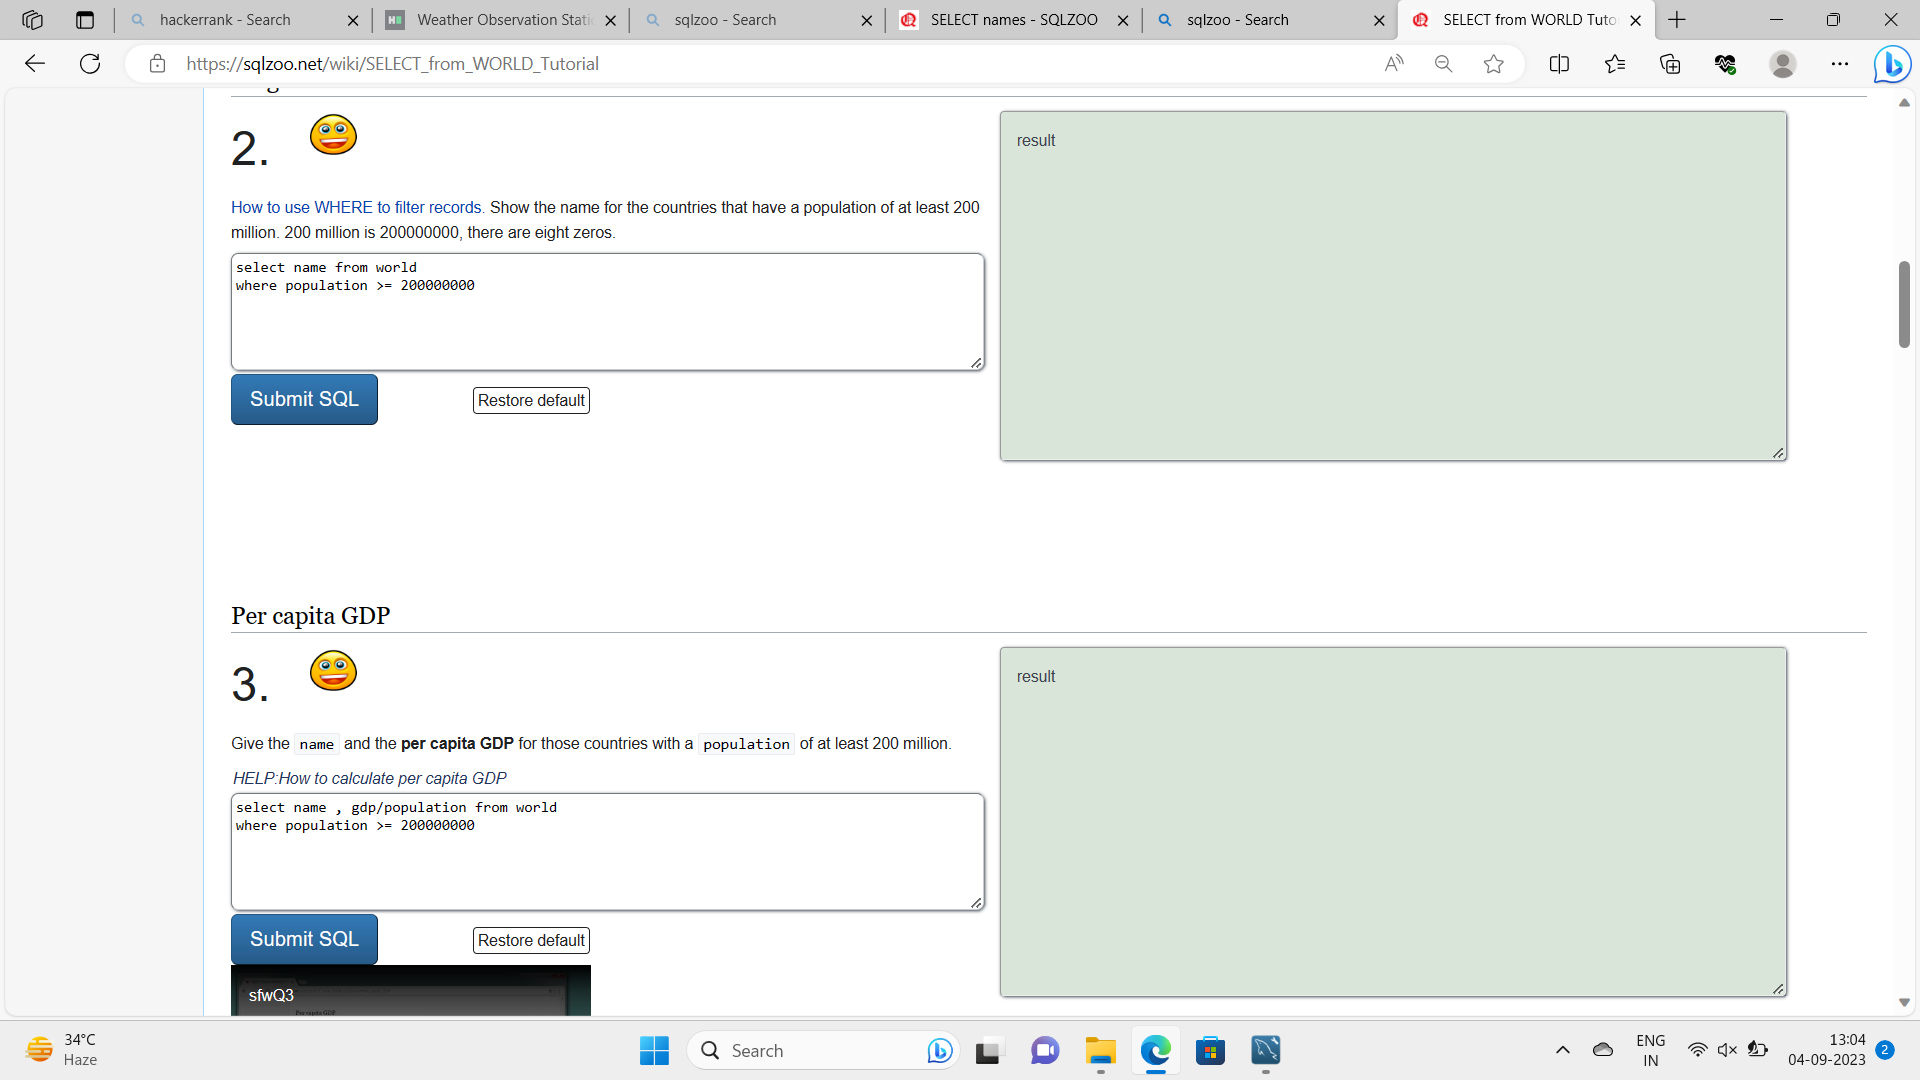 hackerrank - Search
Weather Observation Stati
sqlzoo - Search
SELECT names - SQLZOO
sqlzoo - Search
SELECT from WORLD Tuto
https://sqlzoo.net/wiki/SELECT_from_WORLD_Tutorial
2.
result
How to use WHERE to filter records. Show the name for the countries that have a population of at least 200
million. 200 million is 200000000, there are eight zeros.
select name from world
where population >= 200000000
Submit SQL
Restore default
Per capita GDP
3.
result
Give the name and the per capita GDP for those countries with a population of at least 200 million.
HELP:How to calculate per capita GDP
select name , gdp/population from world
where population >= 200000000
Submit SQL
Restore default
sfwQ3
34°C
Haze
Search
ENG
IN
13:04
04-09-2023
2